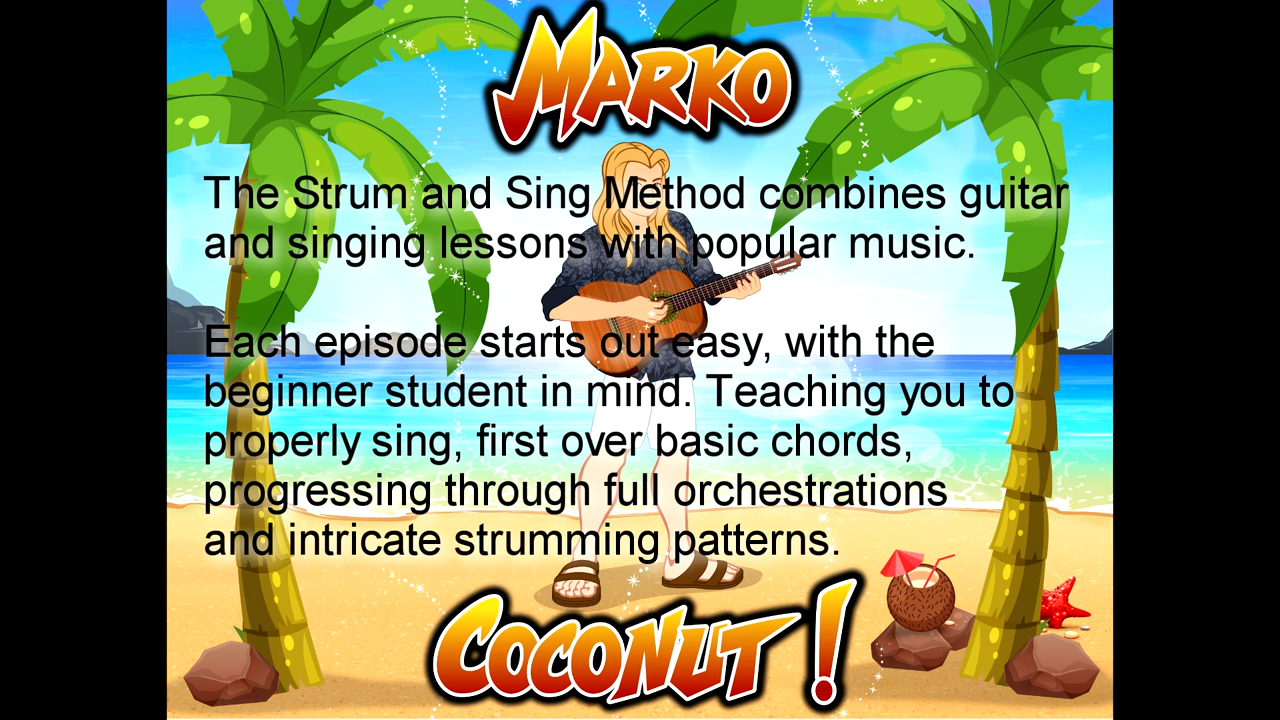 MARKO
The Strum and Sing Method combines guitar
and singing lessons with popular music.
Each episode starts out easy, with the
beginner student in mind. Teaching you to
properly sing, first over basic chords,
progressing through full orchestrations
and intricate strumming patterns.
COCONUT!